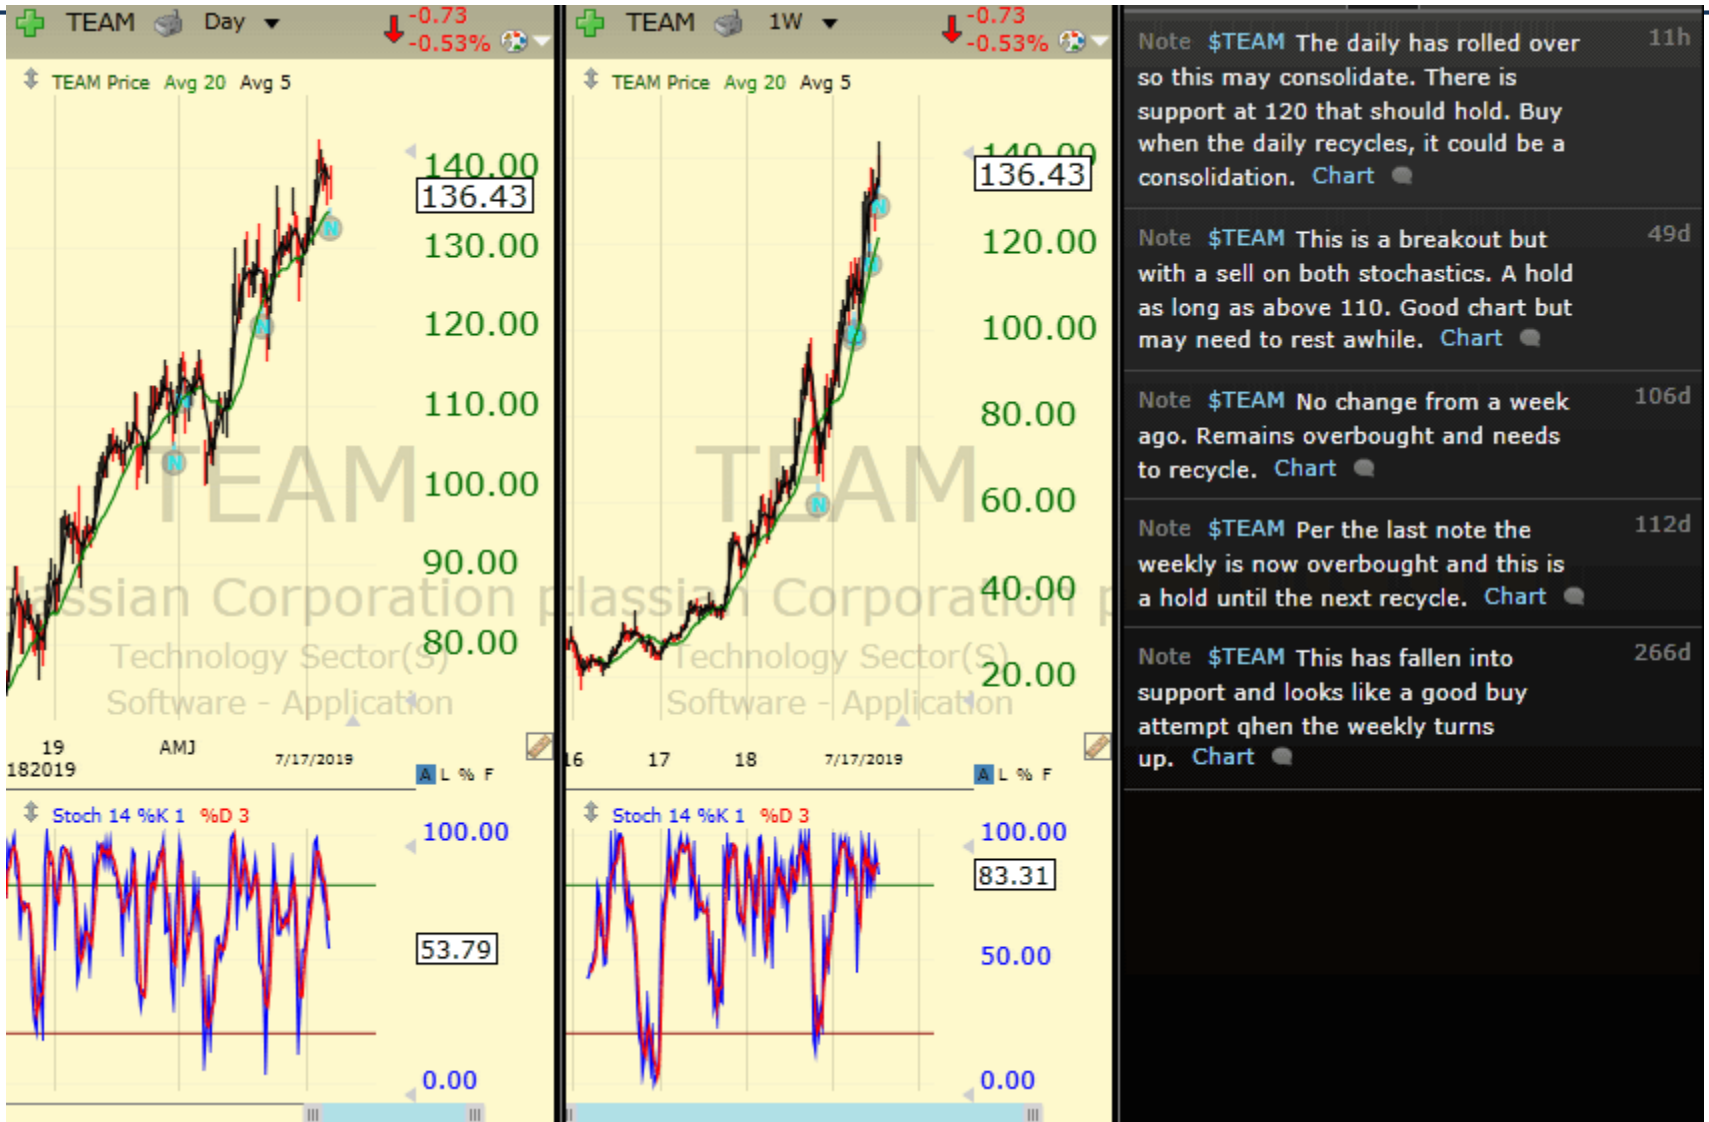 TEAM Day
-0.73
-0.53%
TEAM Price Avg 20 Avg 5
140.00
136.43
130.00
120.00
110.00
100.00
90.00
80.00
N
N
N
N
TEAM
lassian Corporation p
Technology Sector(S)
Software - Application
19 AMJ 7/17/2019
182019
A L % F
Stoch 14 %K 1 %D 3
100.00
53.79
0.00
TEAM 1W
-0.73
-0.53%
TEAM Price Avg 20 Avg 5
140.00
136.43
120.00
100.00
80.00
60.00
40.00
20.00
N
N
N
N
TEAM
lassian Corporation p
Technology Sector(S)
Software - Application
16 17 18 7/17/2019
A L % F
Stoch 14 %K 1 %D 3
100.00
83.31
50.00
0.00
Note $TEAM The daily has rolled over 11h
so this may consolidate. There is
support at 120 that should hold. Buy
when the daily recycles, it could be a
consolidation. Chart
Note $TEAM This is a breakout but 49d
with a sell on both stochastics. A hold
as long as above 110. Good chart but
may need to rest awhile. Chart
Note $TEAM No change from a week 106d
ago. Remains overbought and needs
to recycle. Chart
Note $TEAM Per the last note the 112d
weekly is now overbought and this is
a hold until the next recycle. Chart
Note $TEAM This has fallen into 266d
support and looks like a good buy
attempt qhen the weekly turns
up. Chart